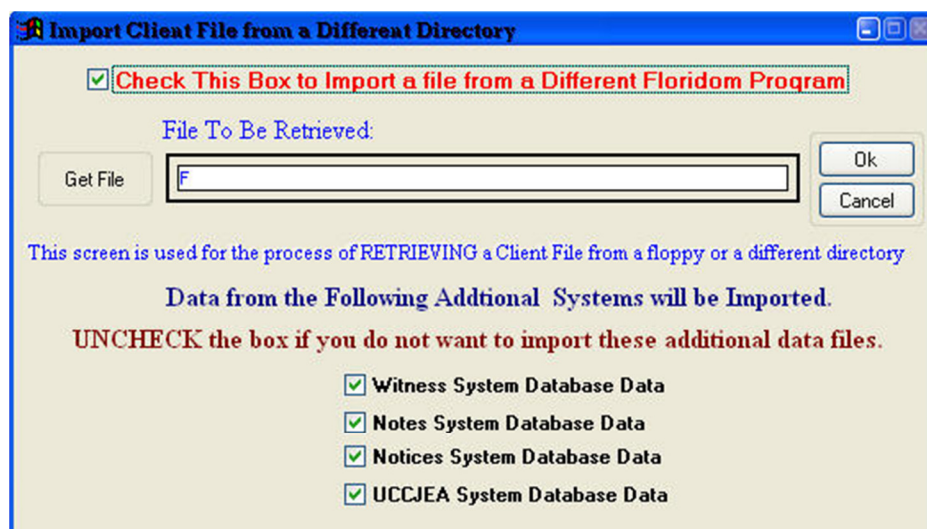 Import Client File from a Different Directory
Check This Box to Import a file from a Different Floridom Program
File To Be Retrieved:
Get File
F
Ok
Cancel
This screen is used for the process of RETRIEVING a Client File from a floppy or a different directory
Data from the Following Addtional Systems will be Imported.
UNCHECK the box if you do not want to import these additional data files.
Witness System Database Data
Notes System Database Data
Notices System Database Data
UCCJEA System Database Data